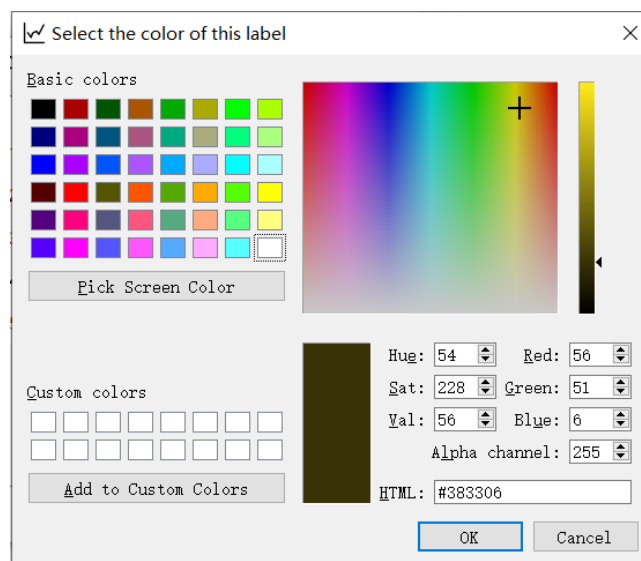 Select the color of this label
Basic colors
Pick Screen Color
Custom colors
Add to Custom Colors
Hue: 54 Red: 56
Sat: 228 Green: 51
Val: 56 Blue: 6
Alpha channel: 255
HTML: #383306
OK Cancel